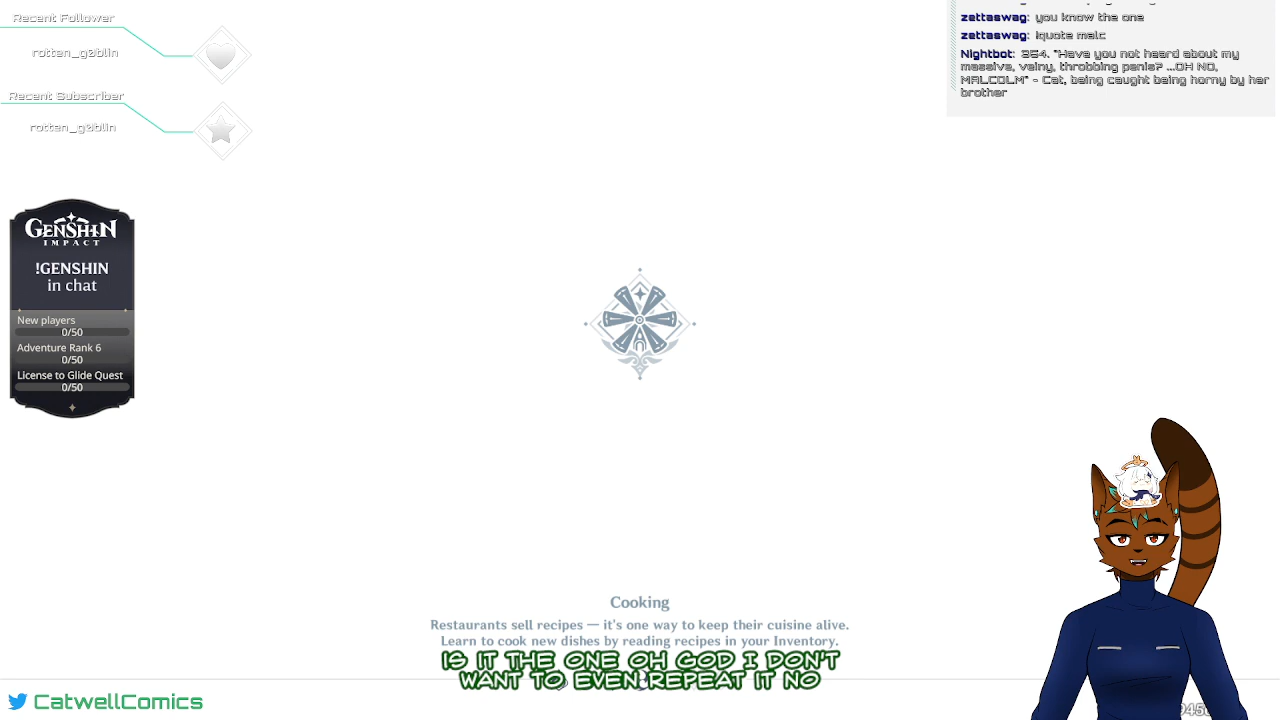 Recent Follower
rotten_g0blin
Recent Subscriber
rotten_g0blin
zettaswag: you know the one
zettaswag: !quote malc
Nightbot: 264. "Have you not heard about my
massive, veiny, throbbing penis? ...OH NO,
MALCOLM" - Cat, being caught being horny by her
brother
GENSHIN
IMPACT
!GENSHIN
in chat
New players
0/50
Adventure Rank 6
0/50
License to Glide Quest
0/50
Cooking
Restaurants sell recipes — it's one way to keep their cuisine alive.
Learn to cook new dishes by reading recipes in your Inventory.
IS IT THE ONE OH GOD I DON'T
WANT TO EVEN REPEAT IT NO
CatwellComics